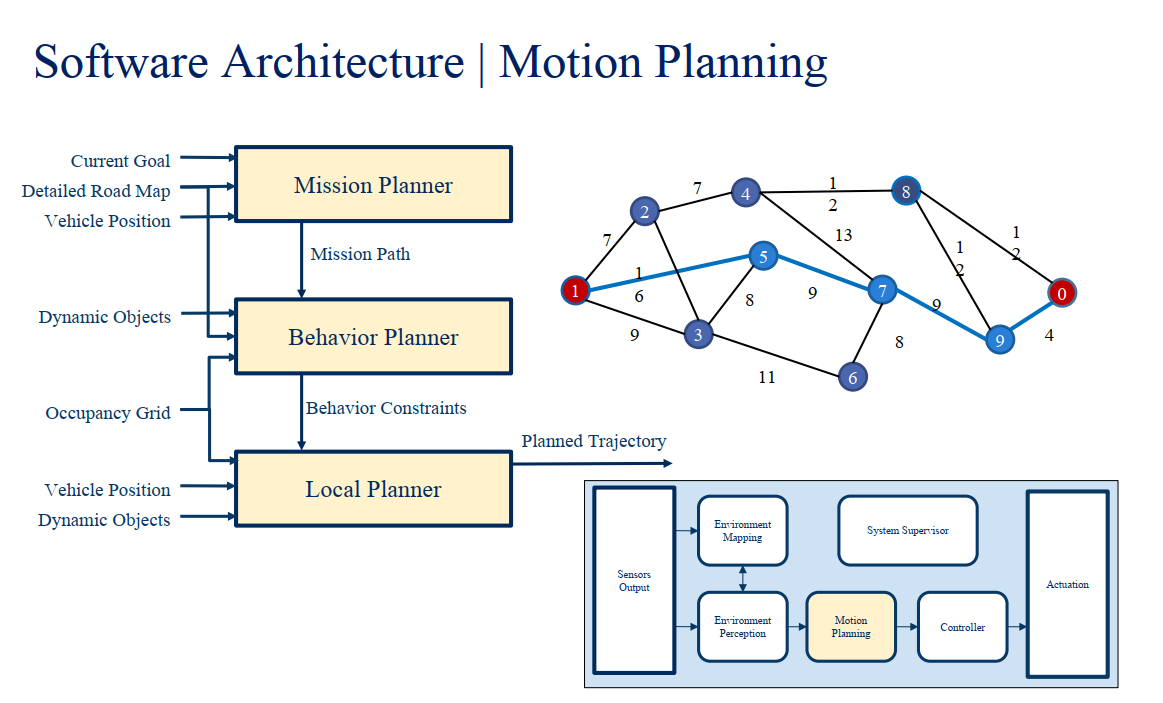 Software Architecture | Motion Planning
Current Goal
Detailed Road Map
Vehicle Position
Mission Planner
Mission Path
Dynamic Objects
Behavior Planner
Occupancy Grid
Behavior Constraints
Planned Trajectory
Vehicle Position
Dynamic Objects
Local Planner
1
2
3
4
5
6
7
8
9
0
7
7
1
6
9
8
11
1
2
13
9
8
9
1
2
1
2
4
Sensors
Output
Environment
Mapping
System Supervisor
Environment
Perception
Motion
Planning
Controller
Actuation